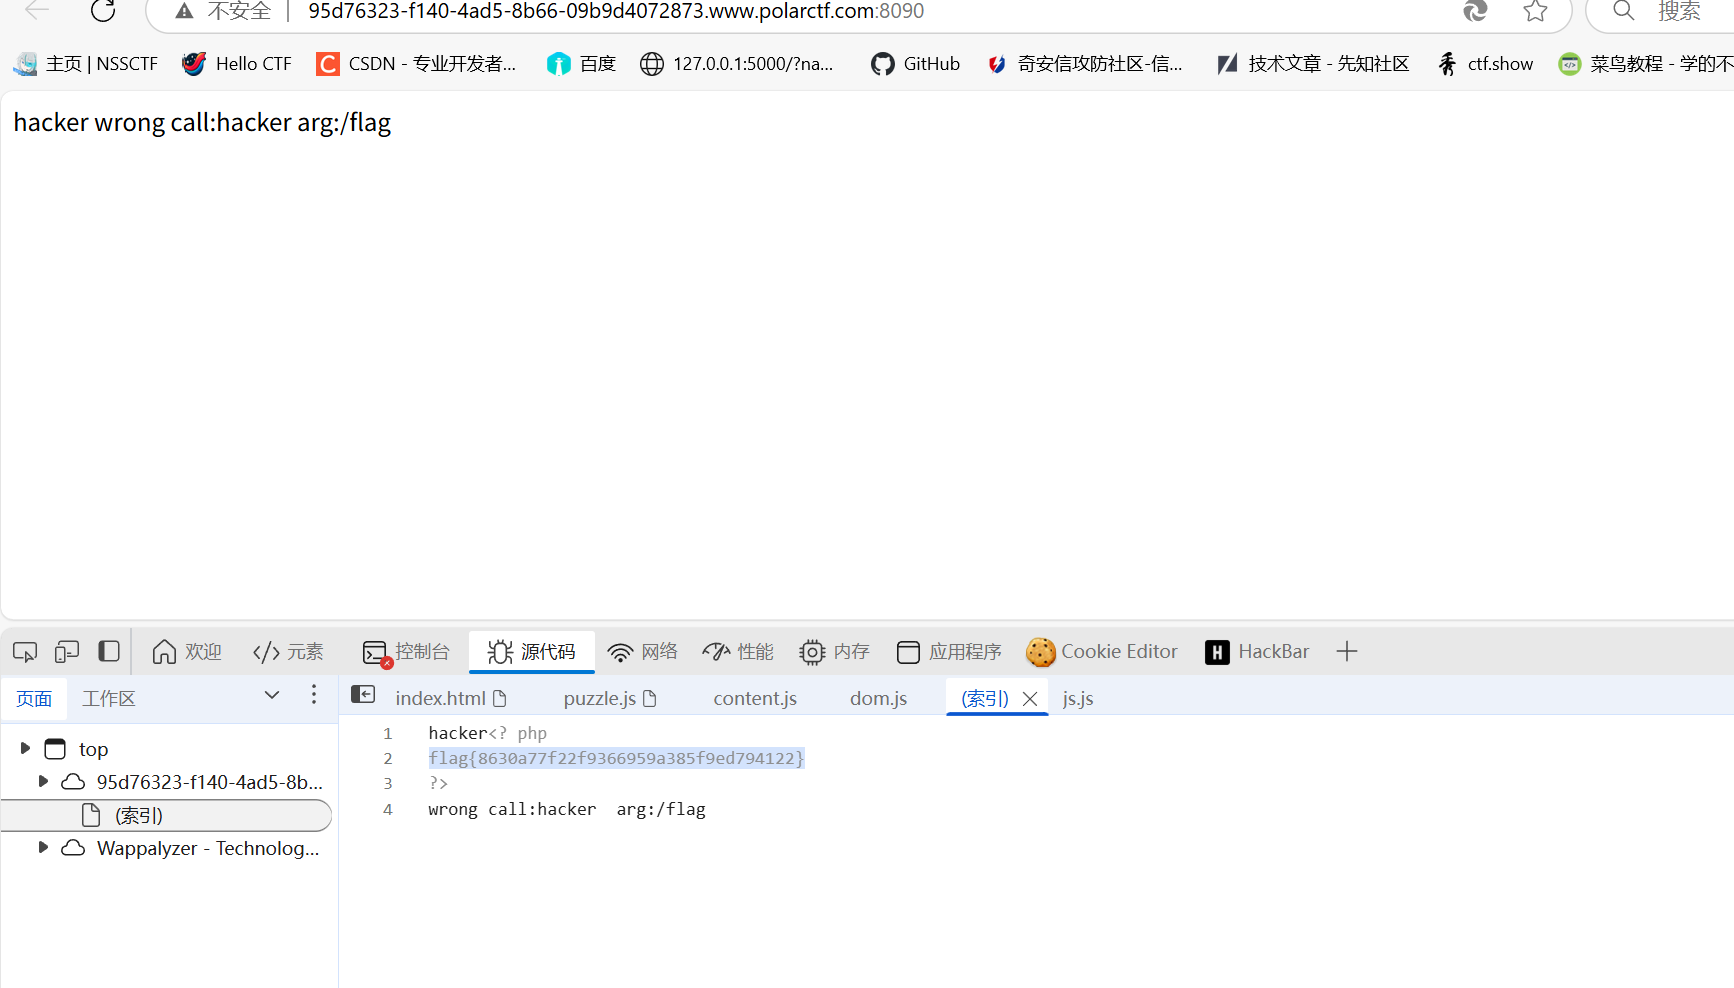 不安全 | 95d76323-f140-4ad5-8b66-09b9d4072873.www.polarctf.com:8090 搜索
主页 | NSSCTF Hello CTF CSDN - 专业开发者... 百度 127.0.0.1:5000/?na... GitHub 奇安信攻防社区-信... 技术文章 - 先知社区 ctf.show 菜鸟教程 - 学的不
hacker wrong call:hacker arg:/flag
欢迎 元素 控制台 源代码 网络 性能 内存 应用程序 Cookie Editor HackBar
页面 工作区 index.html puzzle.js content.js dom.js (索引) js.js
top
95d76323-f140-4ad5-8b...
(索引)
Wappalyzer - Technolog...
1 hacker<? php
2 flag{8630a77f22f9366959a385f9ed794122}
3 ?>
4 wrong call:hacker  arg:/flag